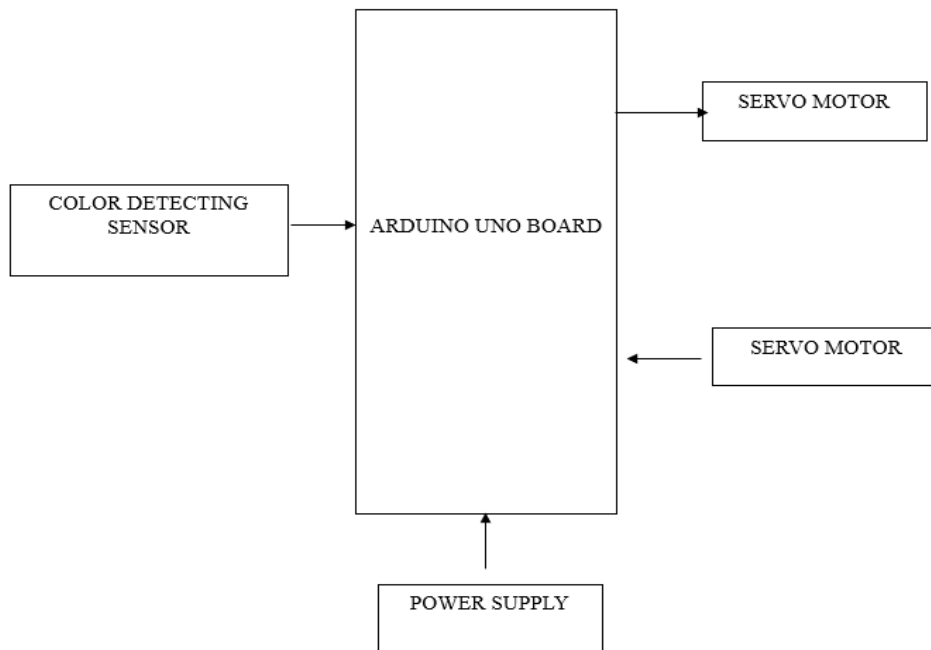 SERVO MOTOR
COLOR DETECTING
SENSOR
ARDUINO UNO BOARD
SERVO MOTOR
POWER SUPPLY